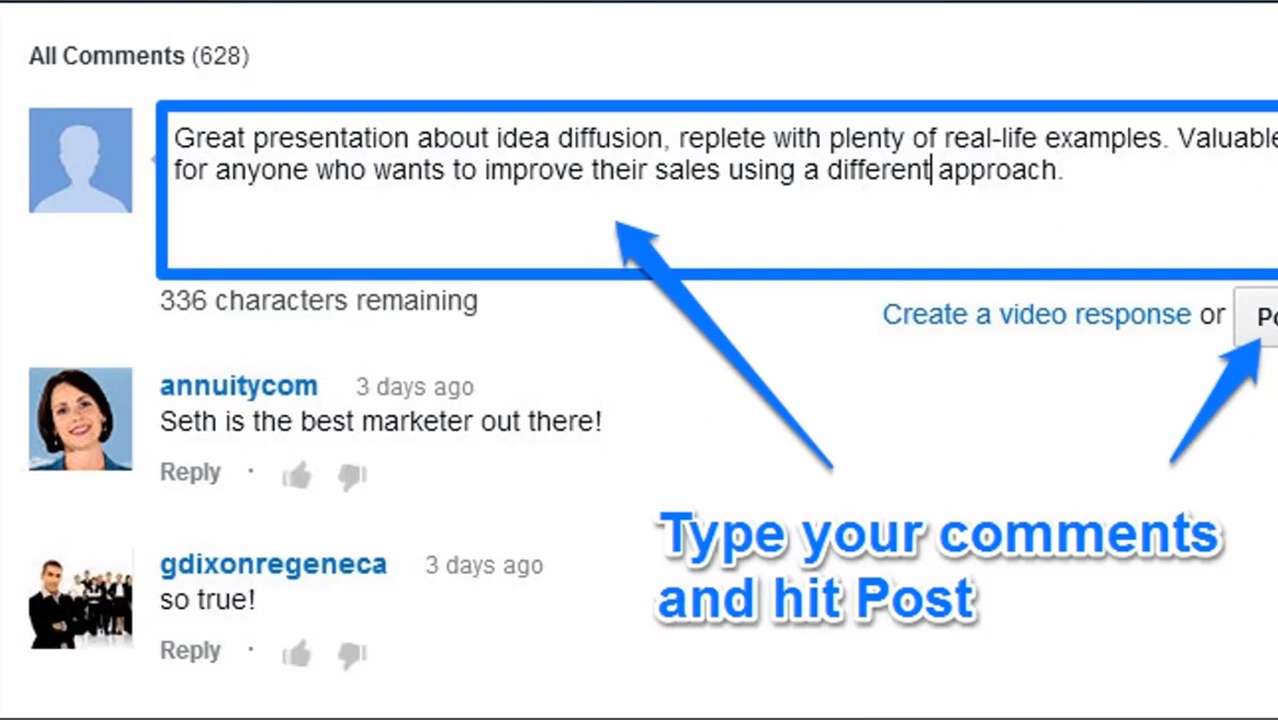 All Comments (628)
Great presentation about idea diffusion, replete with plenty of real-life examples. Valuable
for anyone who wants to improve their sales using a different approach.
336 characters remaining
Create a video response or Po
annuitycom 3 days ago
Seth is the best marketer out there!
Reply ·
gdixonregeneca 3 days ago
so true!
Reply ·
Type your comments
and hit Post